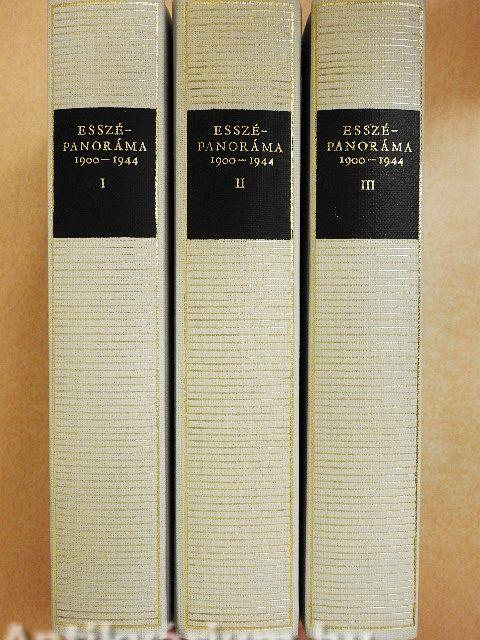 ESSZÉ-
PANORÁMA
1900–1944
I
ESSZÉ-
PANORÁMA
1900–1944
II
ESSZÉ-
PANORÁMA
1900–1944
III